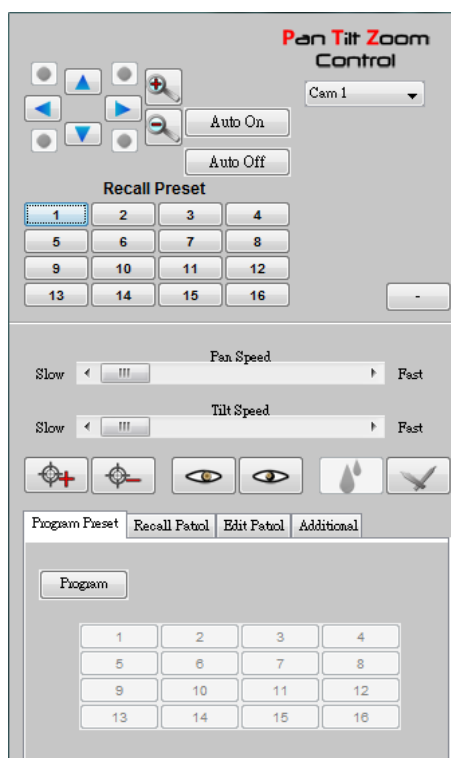 Pan Tilt Zoom
Control
Cam 1
Auto On
Auto Off
Recall Preset
1 2 3 4
5 6 7 8
9 10 11 12
13 14 15 16
-
Pan Speed
Slow Fast
Tilt Speed
Slow Fast
Program Preset Recall Patrol Edit Patrol Additional
Program
1 2 3 4
5 6 7 8
9 10 11 12
13 14 15 16